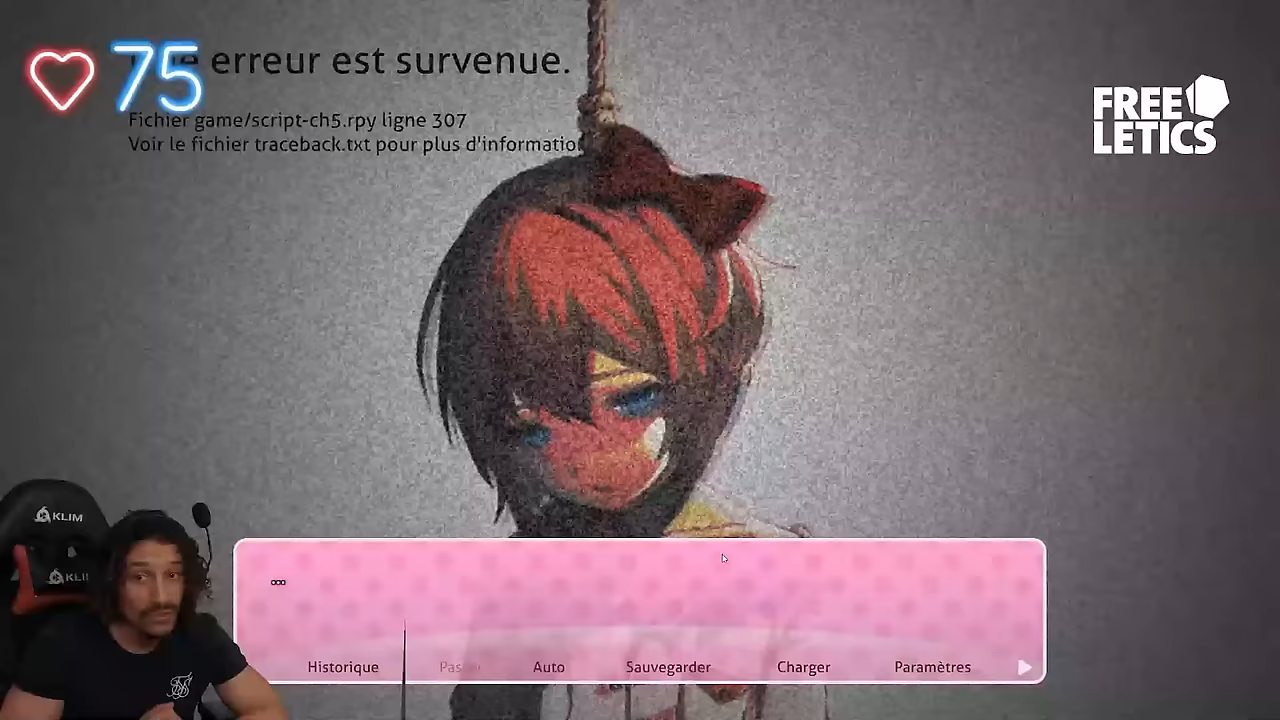 75
erreur est survenue.
Fichier game/script-ch5.rpy ligne 307
Voir le fichier traceback.txt pour plus d'informatio
FREE
LETICS
KLIM
KLI
...
Historique Auto Sauvegarder Charger Paramètres